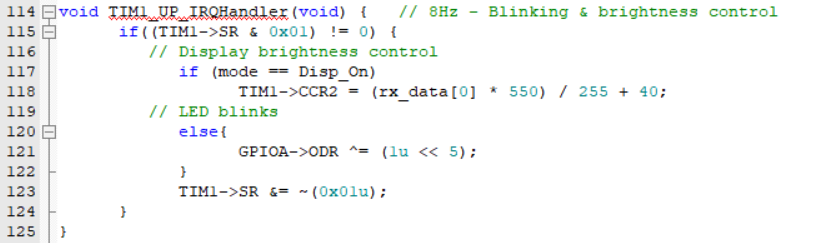 114 void TIM1_UP_IRQHandler(void) {   // 8Hz - Blinking & brightness control
115       if((TIM1->SR & 0x01) != 0) {
116          // Display brightness control
117             if (mode == Disp_On)
118                   TIM1->CCR2 = (rx_data[0] * 550) / 255 + 40;
119          // LED blinks
120             else{
121                   GPIOA->ODR ^= (1u << 5);
122             }
123             TIM1->SR &= ~(0x01u);
124       }
125 }